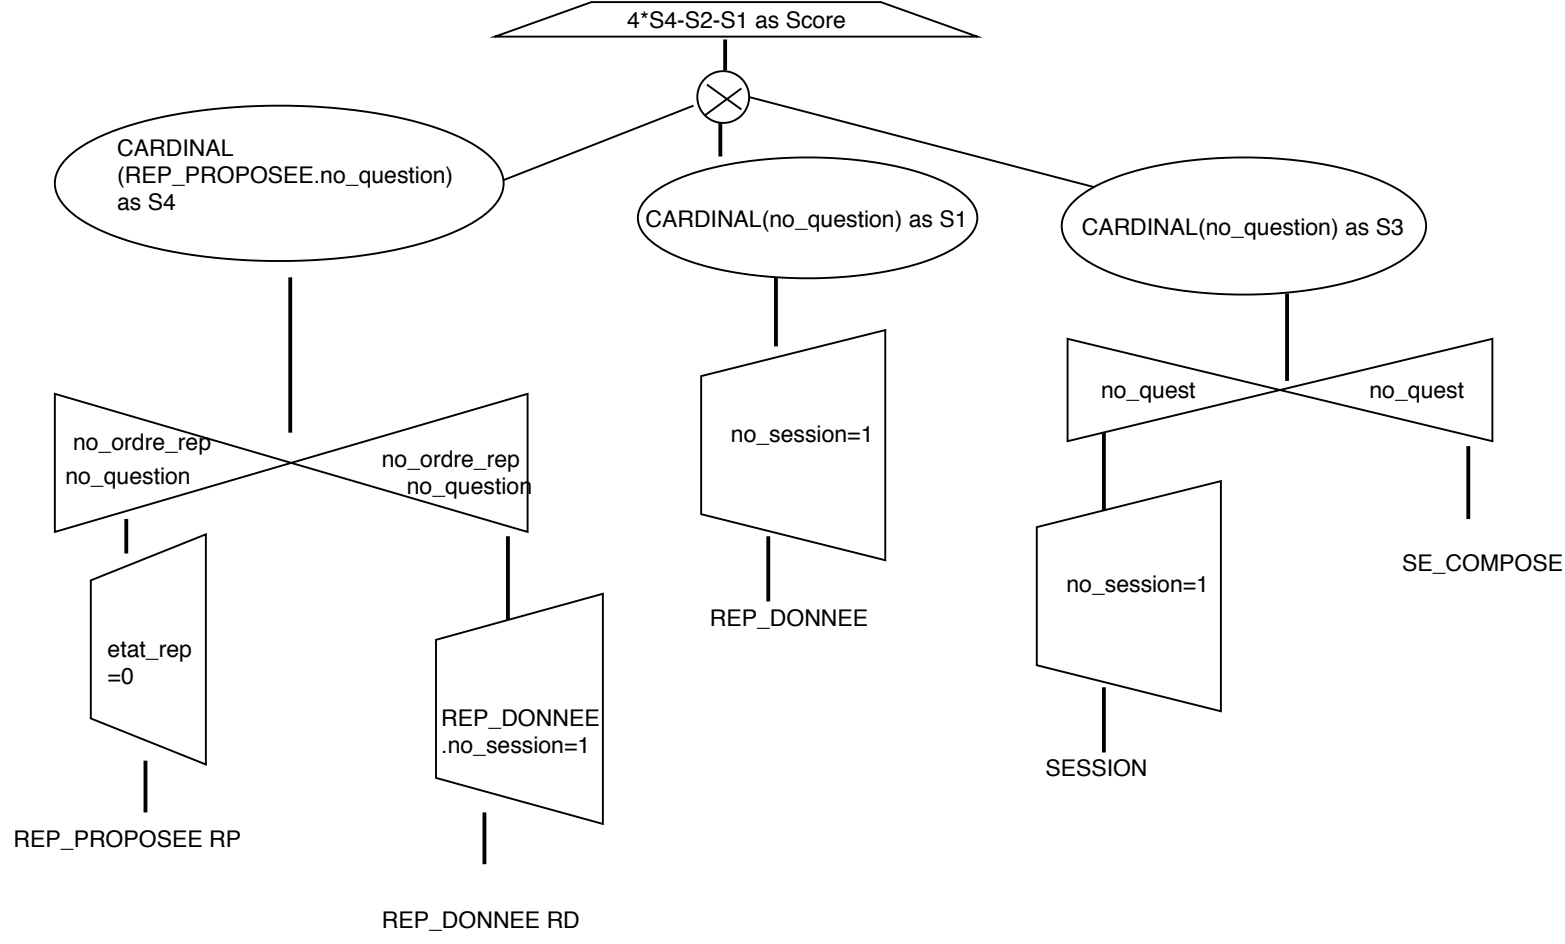 4*S4-S2-S1 as Score
CARDINAL
(REP_PROPOSEE.no_question)
as S4
CARDINAL(no_question) as S1
CARDINAL(no_question) as S3
no_ordre_rep
no_question
no_ordre_rep
no_question
no_session=1
no_quest
no_quest
etat_rep
=0
REP_DONNEE
.no_session=1
REP_DONNEE
no_session=1
SE_COMPOSE
SESSION
REP_PROPOSEE RP
REP_DONNEE RD